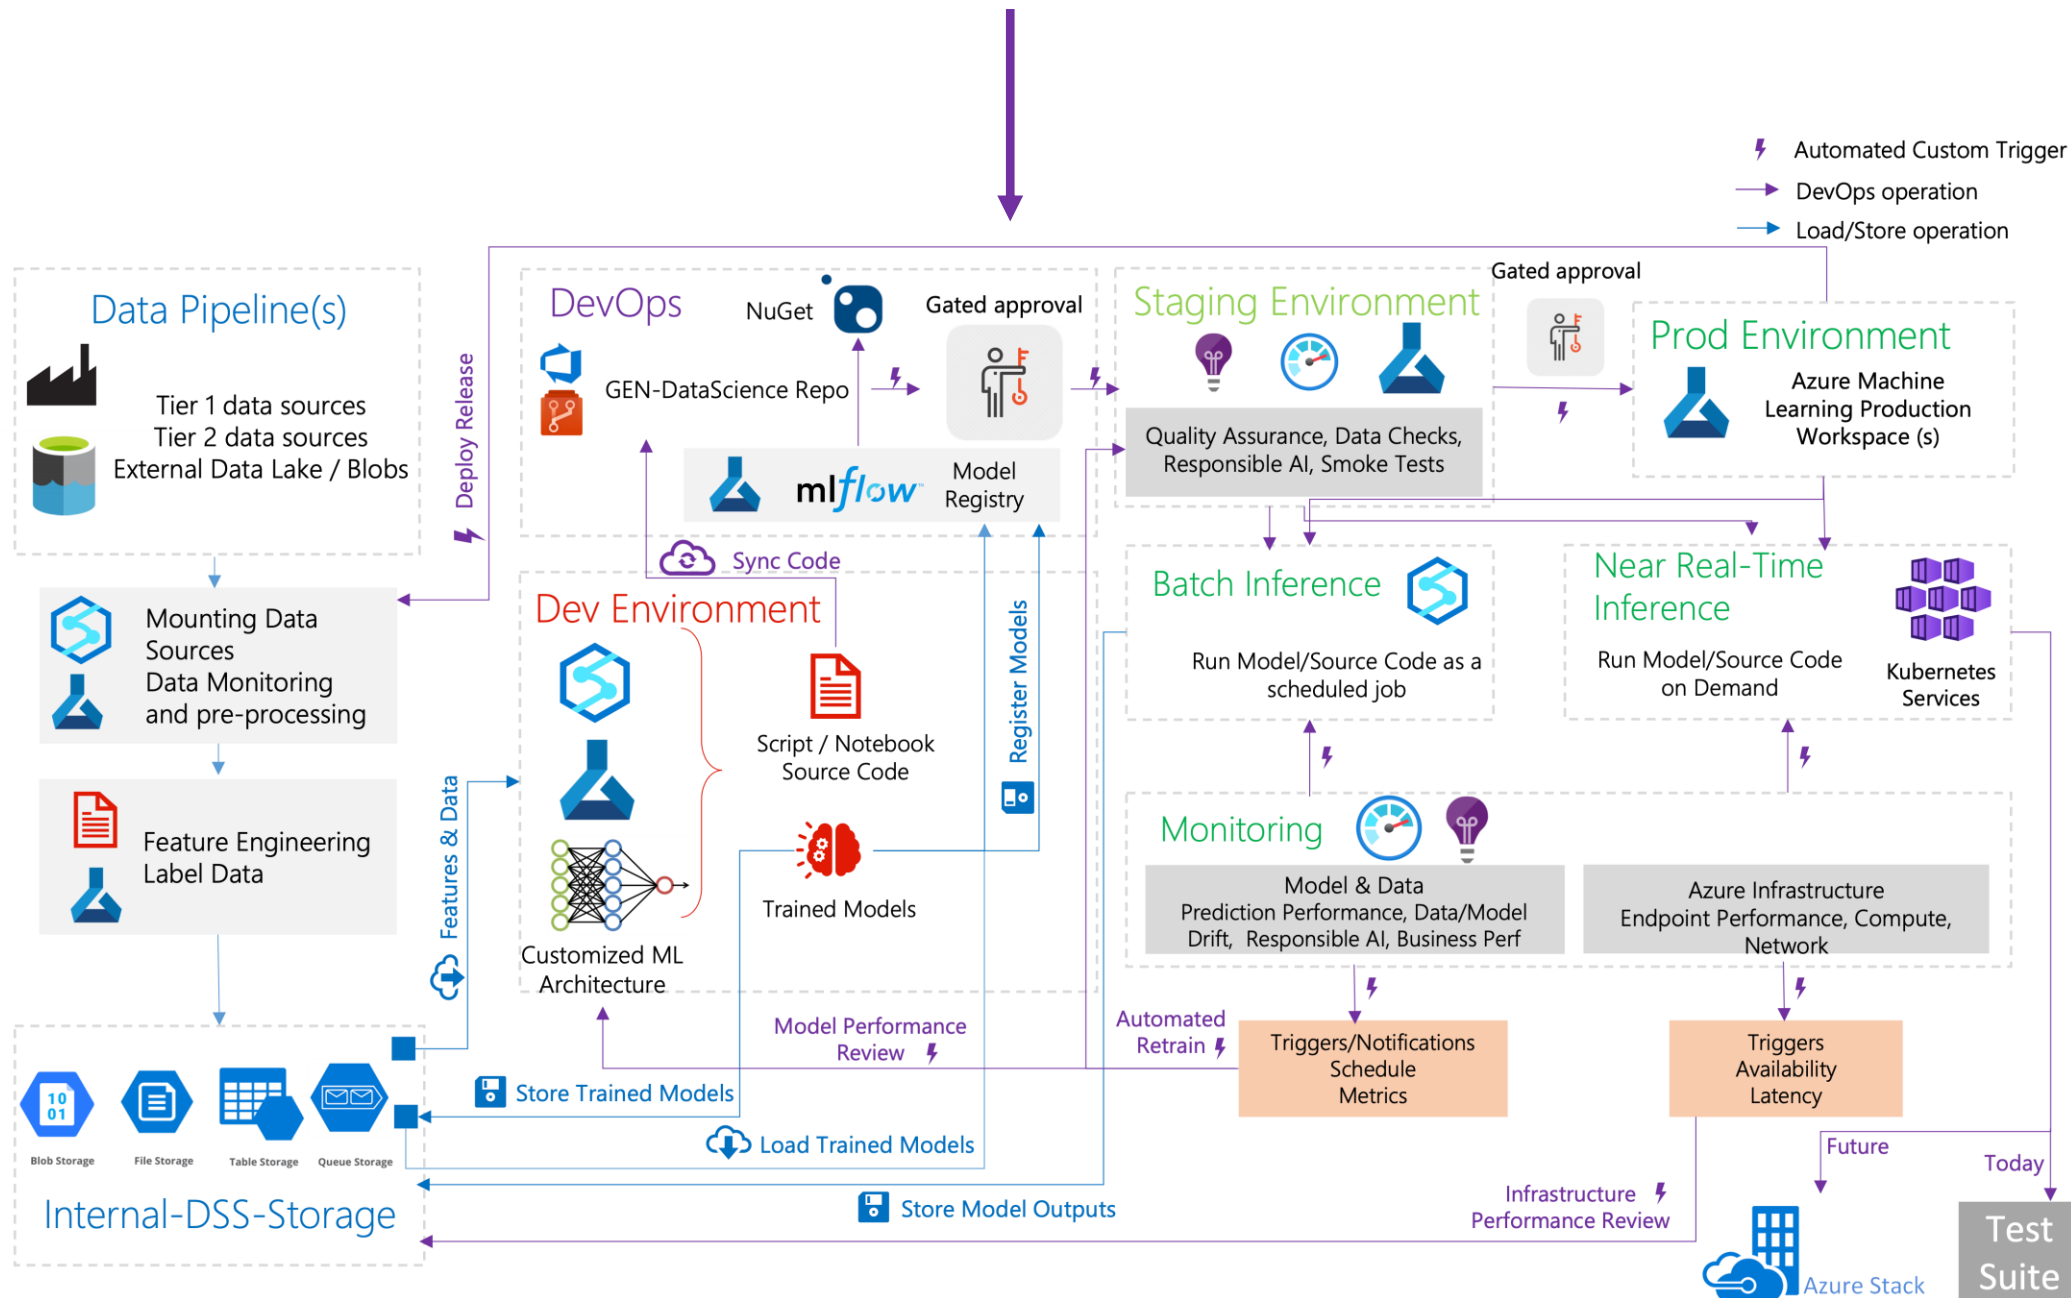 Automated Custom Trigger
DevOps operation
Load/Store operation
Data Pipeline(s)
Tier 1 data sources
Tier 2 data sources
External Data Lake / Blobs
Deploy Release
Mounting Data
Sources
Data Monitoring
and pre-processing
Feature Engineering
Label Data
Features & Data
Blob Storage
File Storage
Table Storage
Queue Storage
Internal-DSS-Storage
DevOps
NuGet
Gated approval
GEN-DataScience Repo
mlflow™
Model
Registry
Sync Code
Dev Environment
Script / Notebook
Source Code
Trained Models
Customized ML
Architecture
Register Models
Model Performance
Review
Store Trained Models
Load Trained Models
Store Model Outputs
Staging Environment
Quality Assurance, Data Checks,
Responsible AI, Smoke Tests
Gated approval
Prod Environment
Azure Machine
Learning Production
Workspace (s)
Batch Inference
Run Model/Source Code as a
scheduled job
Near Real-Time
Inference
Run Model/Source Code
on Demand
Kubernetes
Services
Monitoring
Model & Data
Prediction Performance, Data/Model
Drift, Responsible AI, Business Perf
Azure Infrastructure
Endpoint Performance, Compute,
Network
Automated
Retrain
Triggers/Notifications
Schedule
Metrics
Triggers
Availability
Latency
Infrastructure
Performance Review
Future
Today
Azure Stack
Test
Suite
10
01